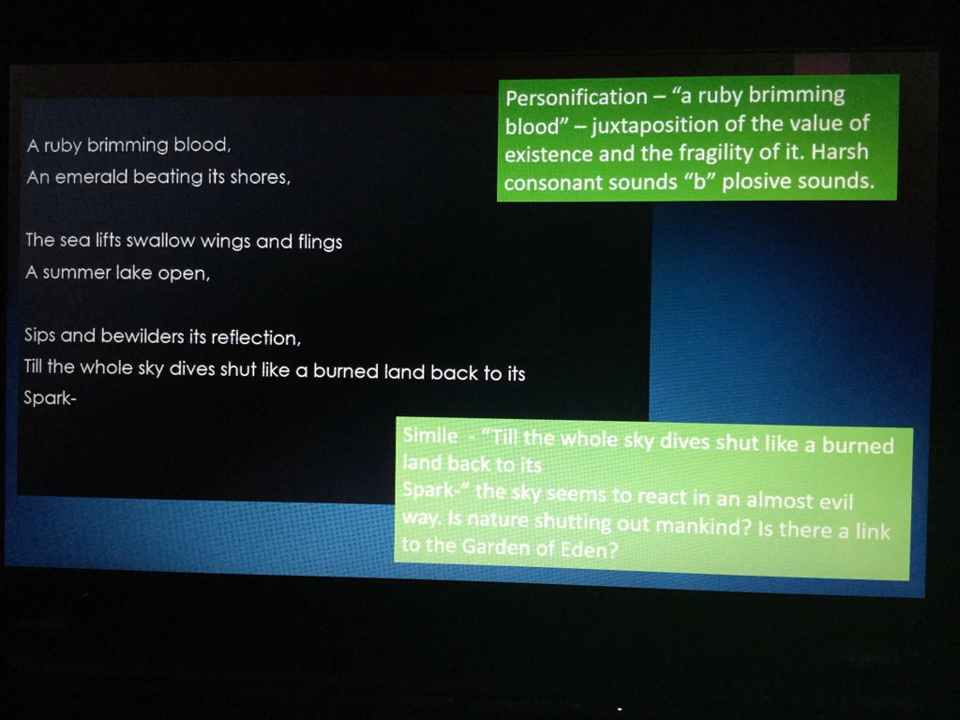 A ruby brimming blood,
An emerald beating its shores,
The sea lifts swallow wings and flings
A summer lake open,
Sips and bewilders its reflection,
Till the whole sky dives shut like a burned land back to its
Spark-
Personification – “a ruby brimming
blood” – juxtaposition of the value of
existence and the fragility of it. Harsh
consonant sounds “b” plosive sounds.
Simile - “Till the whole sky dives shut like a burned
land back to its
Spark-” the sky seems to react in an almost evil
way. Is nature shutting out mankind? Is there a link
to the Garden of Eden?